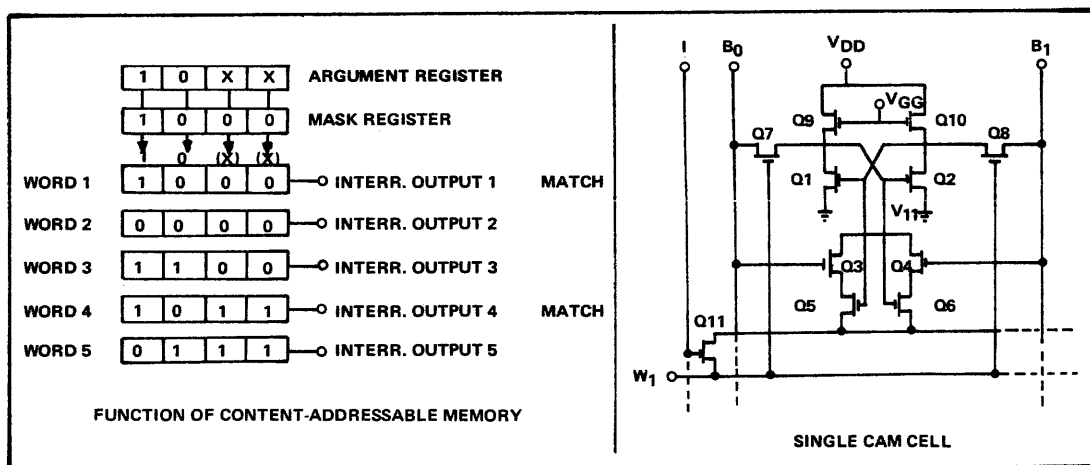 1 0 X X ARGUMENT REGISTER
1 0 0 0 MASK REGISTER
1 0 (X) (X)
WORD 1 1 0 0 0 INTERR. OUTPUT 1 MATCH
WORD 2 0 0 0 0 INTERR. OUTPUT 2
WORD 3 1 1 0 0 INTERR. OUTPUT 3
WORD 4 1 0 1 1 INTERR. OUTPUT 4 MATCH
WORD 5 0 1 1 1 INTERR. OUTPUT 5
FUNCTION OF CONTENT-ADDRESSABLE MEMORY
I B0 VDD B1
VGG
Q9 Q10
Q7 Q8
Q1 Q2
V11
Q3 Q4
Q5 Q6
Q11
W1
SINGLE CAM CELL